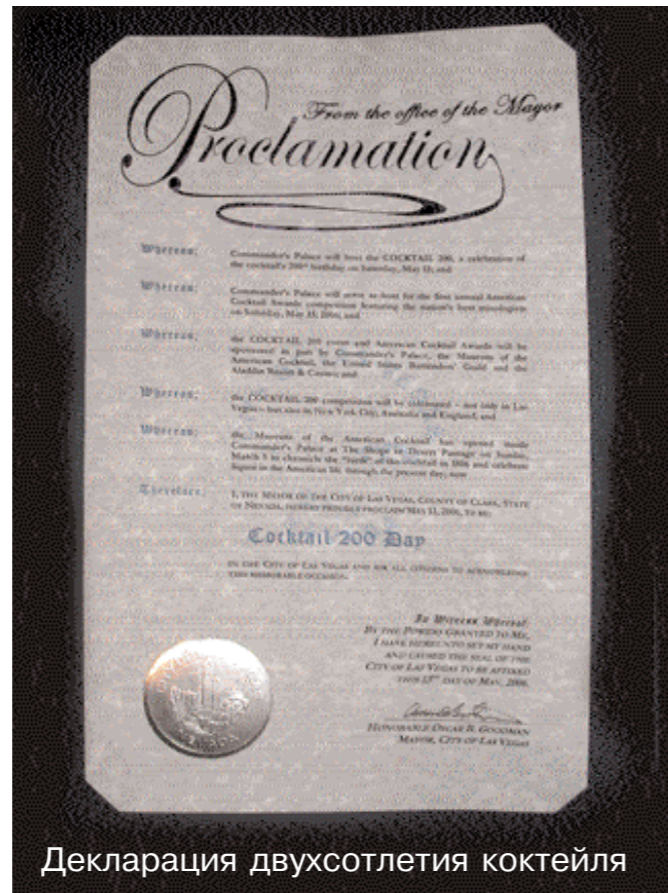 From the office of the Mayor
Proclamation
Whereas: Commander's Palace will host the COCKTAIL 200, a celebration of
the cocktail's 200th birthday on Saturday, May 13; and
Whereas: Commander's Palace will serve as host for the first annual American
Cocktail Awards competition featuring the nation's best mixologists
on Saturday, May 13, 2006; and
Whereas: the COCKTAIL 200 event and American Cocktail Awards will be
sponsored in part by Commander's Palace, the Museum of the
American Cocktail, the United States Bartenders' Guild and the
Aladdin Resort & Casino; and
Whereas: the COCKTAIL 200 competition will be celebrated – not only in Las
Vegas – but also in New York City, Australia and England; and
Whereas: the Museum of the American Cocktail has opened inside
Commander's Palace at The Shops in Desert Passage on Sunday,
March 5 to chronicle the "birth" of the cocktail in 1806 and celebrate
liquor in the American life through the present day; now
Therefore: I, THE MAYOR OF THE CITY OF LAS VEGAS, COUNTY OF CLARK, STATE
OF NEVADA, HEREBY PROUDLY PROCLAIM MAY 13, 2006, TO BE:
Cocktail 200 Day
IN THE CITY OF LAS VEGAS AND FOR ALL CITIZENS TO ACKNOWLEDGE
THIS MEMORABLE OCCASION.
In Witness Whereof:
BY THE POWERS GRANTED TO ME,
I HAVE HEREUNTO SET MY HAND
AND CAUSED THE SEAL OF THE
CITY OF LAS VEGAS TO BE AFFIXED
THIS 13TH DAY OF MAY, 2006.
HONORABLE OSCAR B. GOODMAN
MAYOR, CITY OF LAS VEGAS
Декларация двухсотлетия коктейля